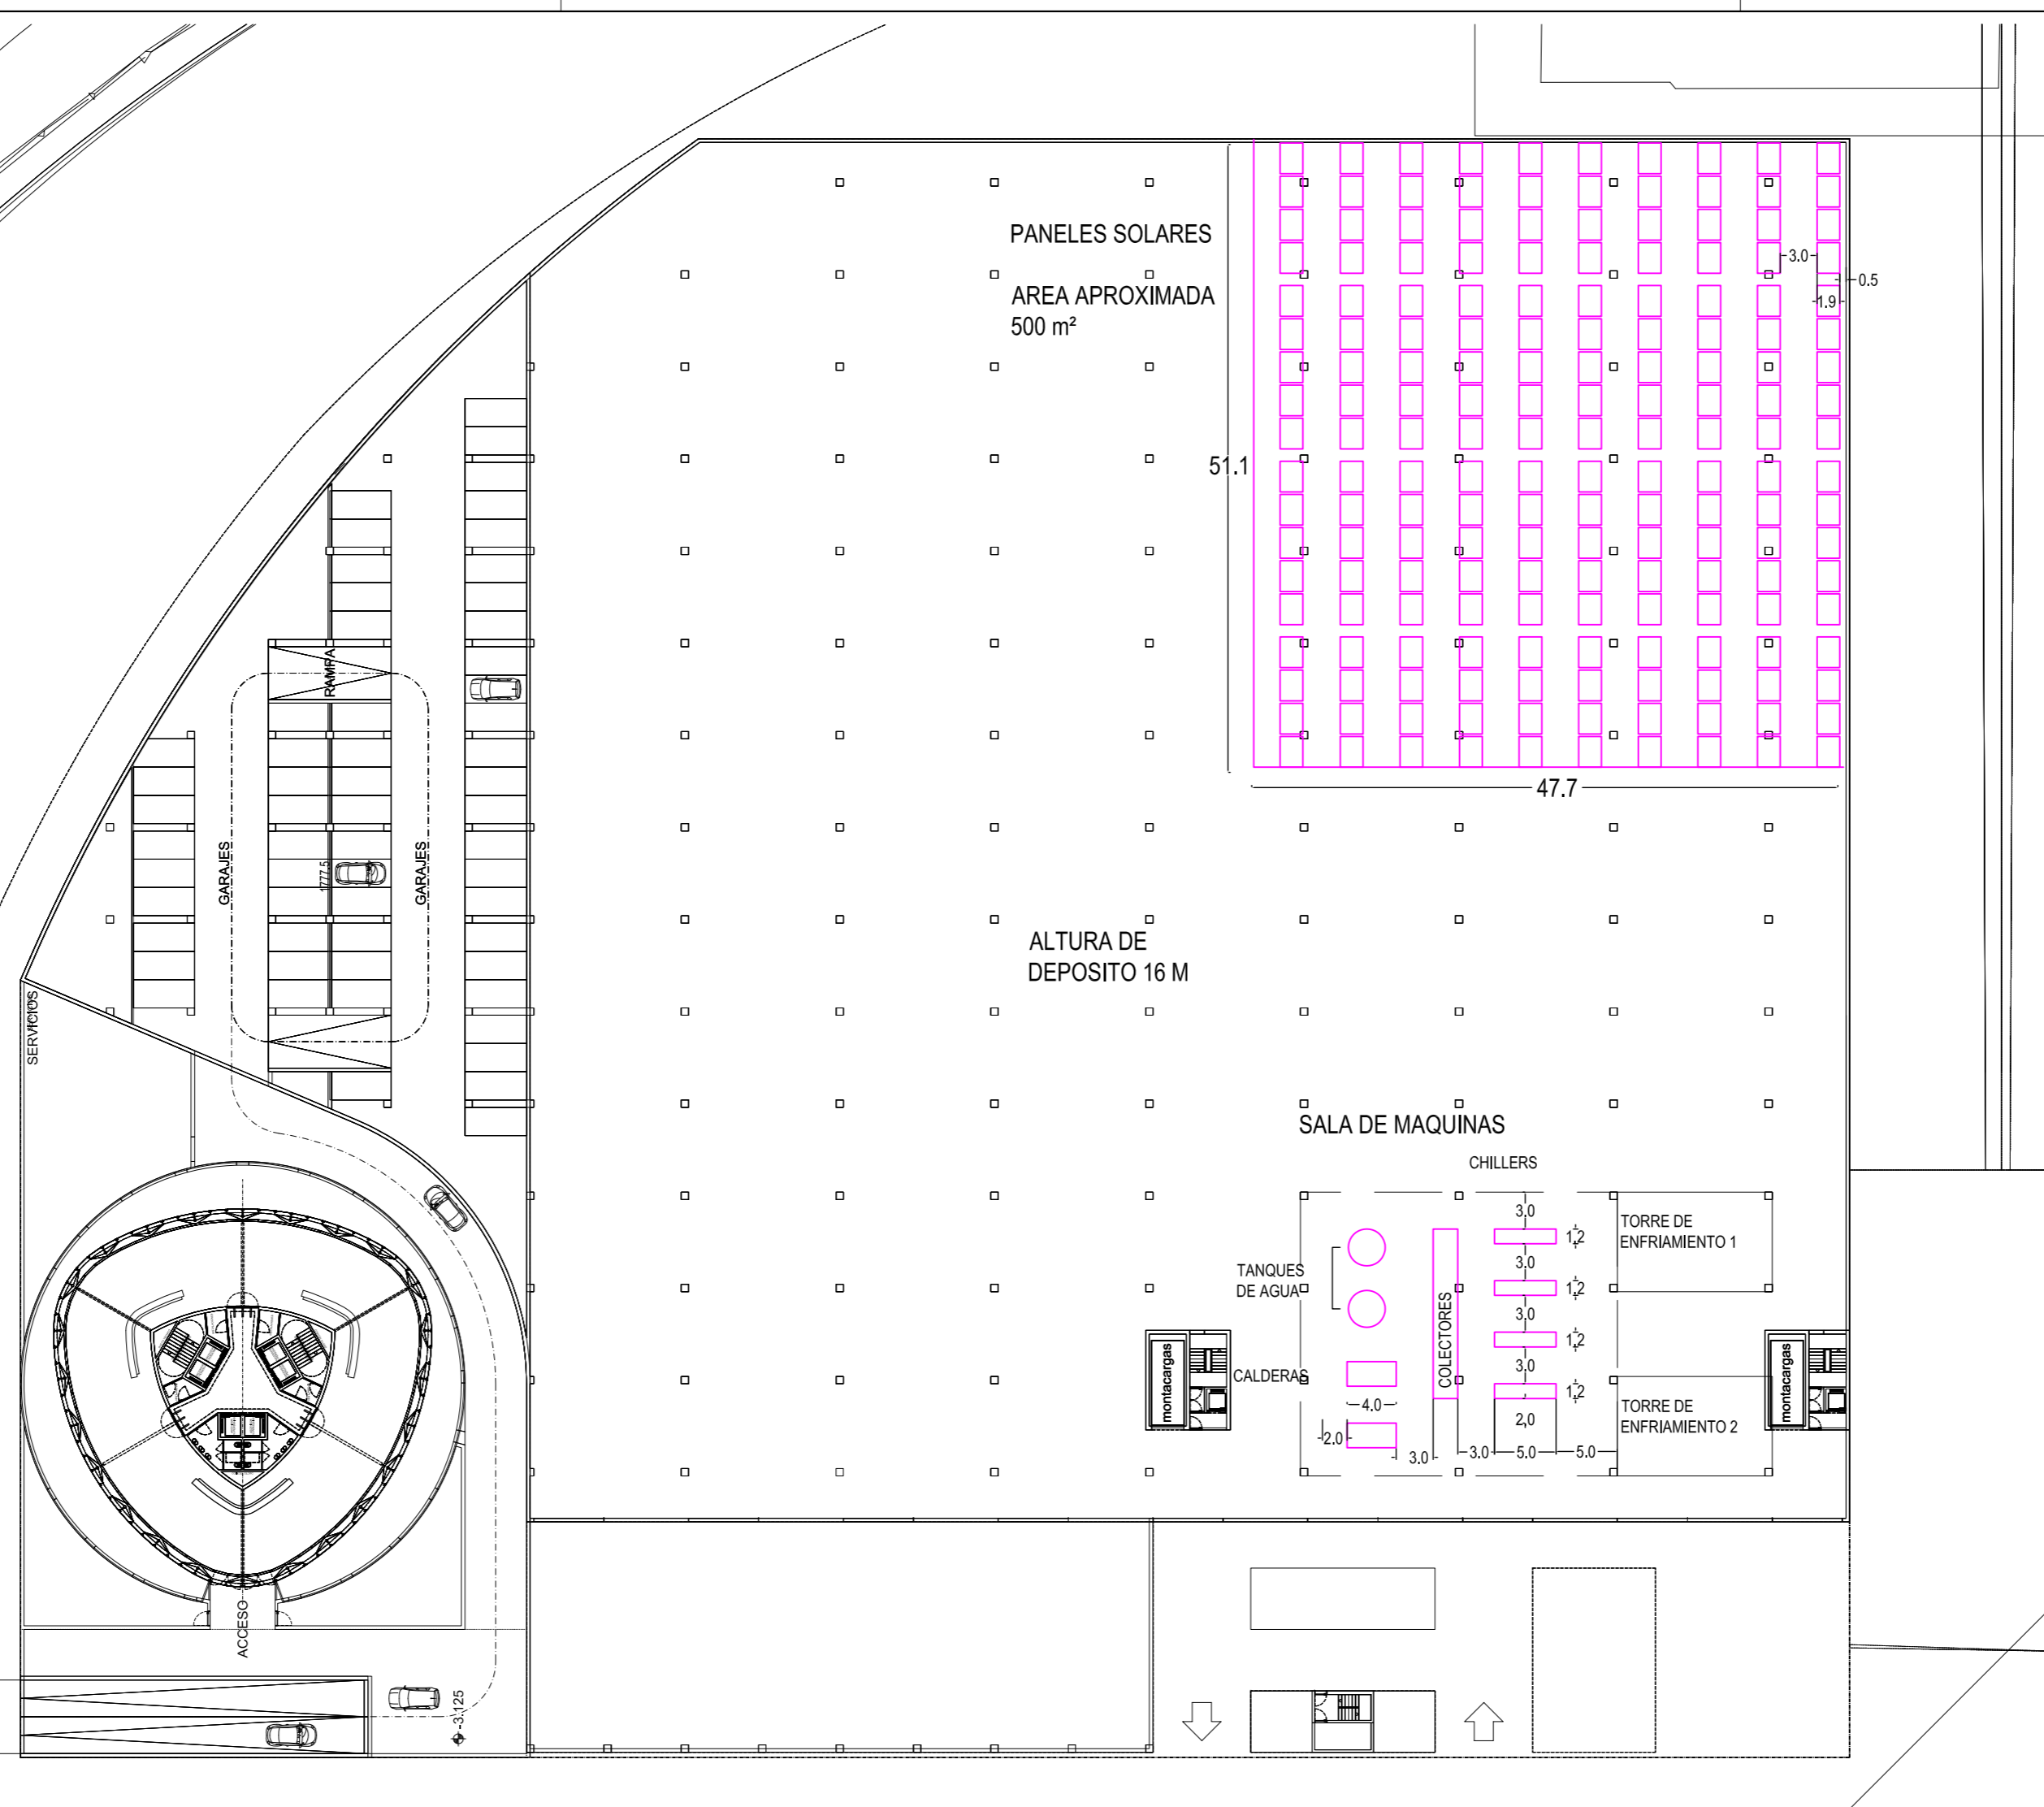 PANELES SOLARES
AREA APROXIMADA
500 m²
3.0
0.5
1.9
51.1
47.7
RAMPA
GARAJES
1777.5
GARAJES
ALTURA DE
DEPOSITO 16 M
SERVICIOS
SALA DE MAQUINAS
CHILLERS
3.0
1,2
3.0
1,2
3.0
1,2
3.0
1,2
2,0
TORRE DE
ENFRIAMIENTO 1
TANQUES
DE AGUA
COLECTORES
CALDERAS
4.0
2.0
3.0
3.0
5.0
5.0
TORRE DE
ENFRIAMIENTO 2
montacargas
montacargas
ACCESO
-3.125